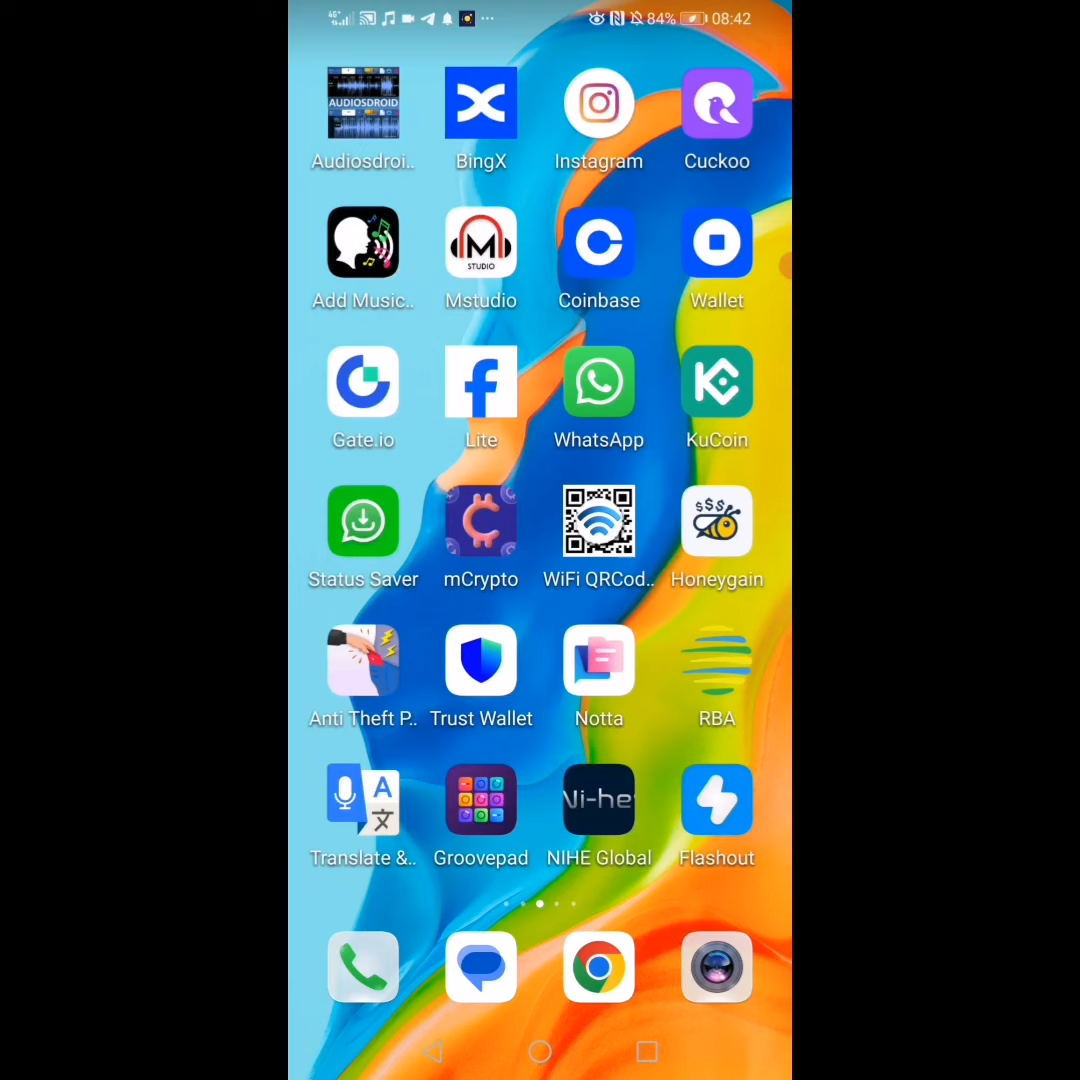 4G 84% 08:42
AUDIOSDROID
Audiosdroi.. BingX Instagram Cuckoo
M
STUDIO
Add Music.. Mstudio Coinbase Wallet
Gate.io Lite WhatsApp KuCoin
$$$
Status Saver mCrypto WiFi QRCod.. Honeygain
Anti Theft P.. Trust Wallet Notta RBA
A
文
Ni-he
Translate &.. Groovepad NIHE Global Flashout